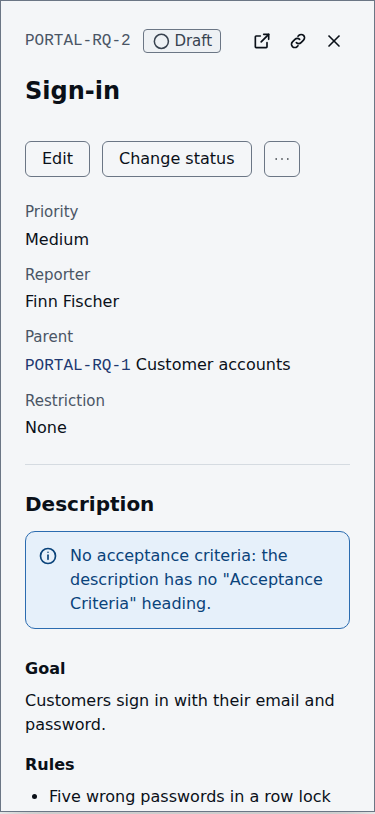 PORTAL-RQ-2 Draft
Sign-in
Edit Change status ...
Priority
Medium
Reporter
Finn Fischer
Parent
PORTAL-RQ-1 Customer accounts
Restriction
None
Description
No acceptance criteria: the
description has no "Acceptance
Criteria" heading.
Goal
Customers sign in with their email and
password.
Rules
• Five wrong passwords in a row lock